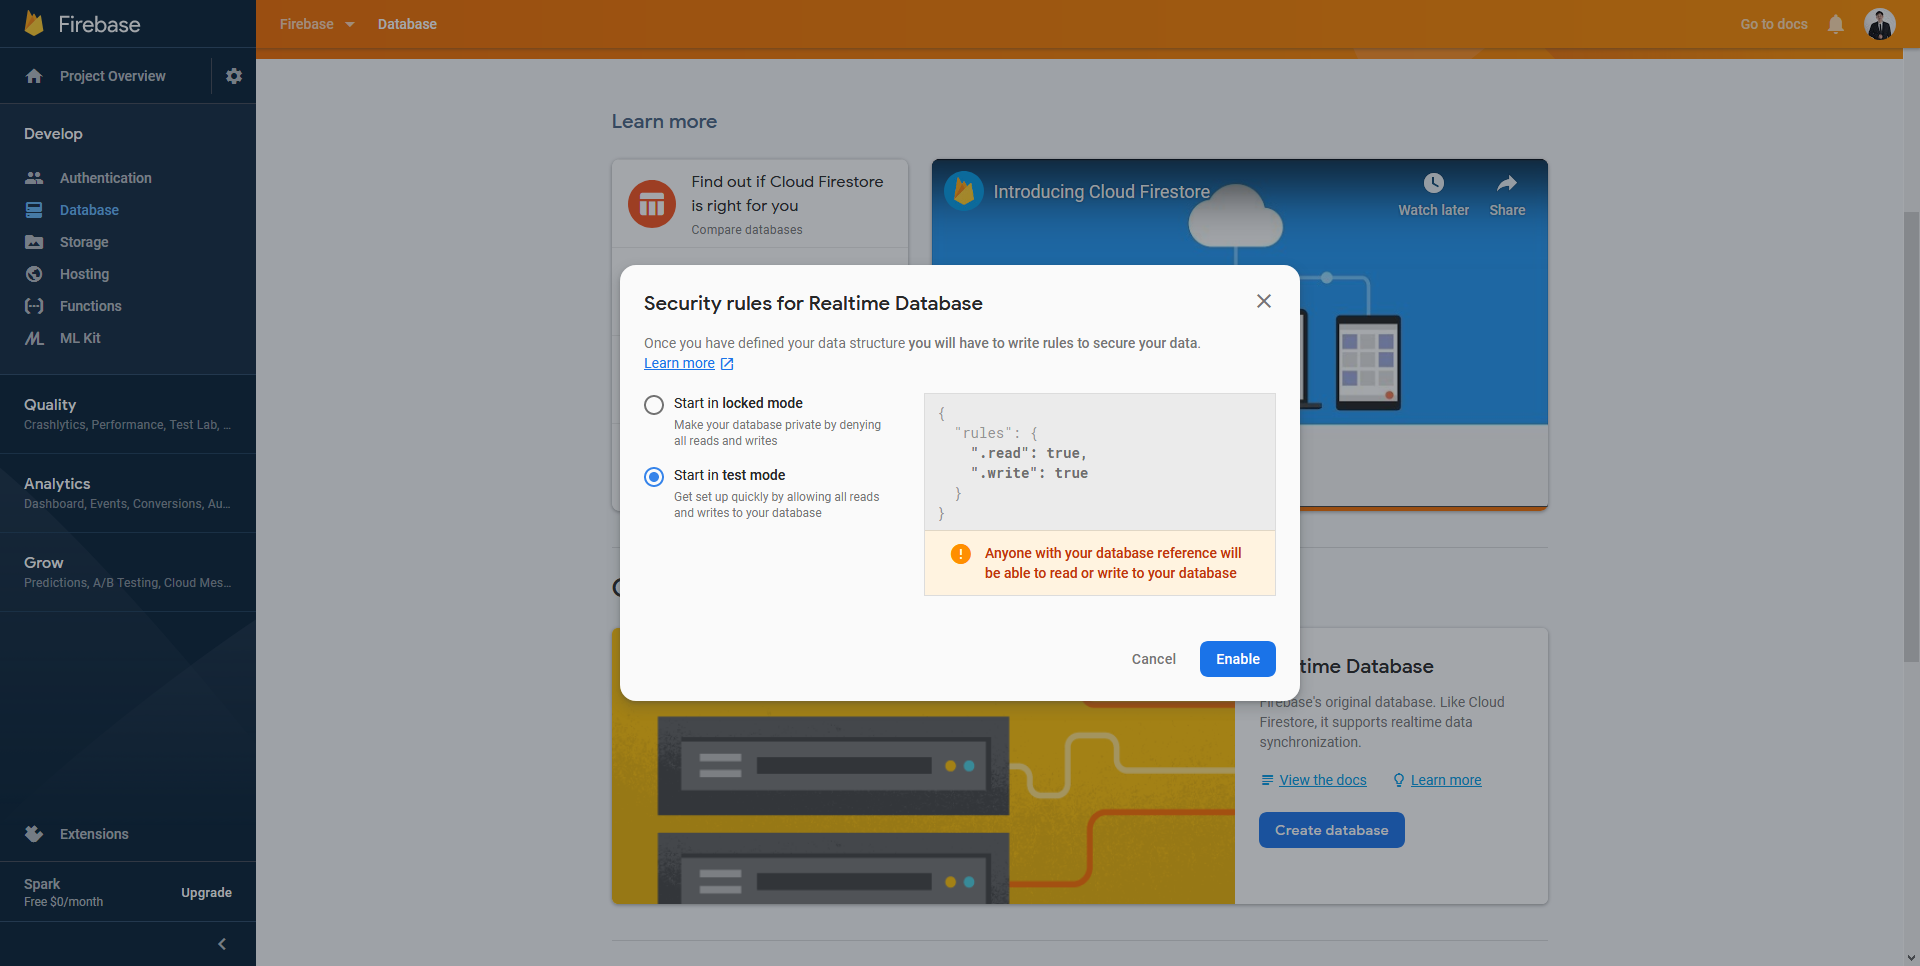 Firebase
Firebase
Database
Go to docs
Project Overview
Develop
Authentication
Database
Storage
Hosting
Functions
ML Kit
Quality
Crashlytics, Performance, Test Lab, ...
Analytics
Dashboard, Events, Conversions, Au...
Grow
Predictions, A/B Testing, Cloud Mes...
Extensions
Spark
Free $0/month
Upgrade
Learn more
Find out if Cloud Firestore
is right for you
Compare databases
Introducing Cloud Firestore
Watch later
Share
Security rules for Realtime Database
Once you have defined your data structure you will have to write rules to secure your data.
Learn more
Start in locked mode
Make your database private by denying
all reads and writes
Start in test mode
Get set up quickly by allowing all reads
and writes to your database
{
"rules": {
".read": true,
".write": true
}
}
Anyone with your database reference will
be able to read or write to your database
Cancel
Enable
time Database
Firebase's original database. Like Cloud
Firestore, it supports realtime data
synchronization.
View the docs
Learn more
Create database